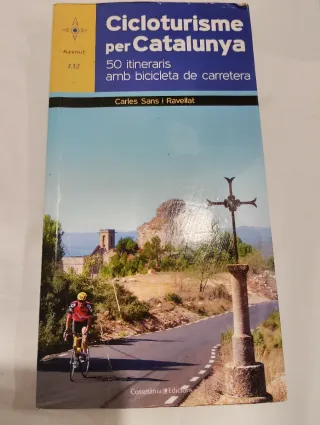 Cicloturisme
per Catalunya
50 itineraris
amb bicicleta de carretera
Azimut
132
Carles Sans i Ravellat
Cossetània Edicions